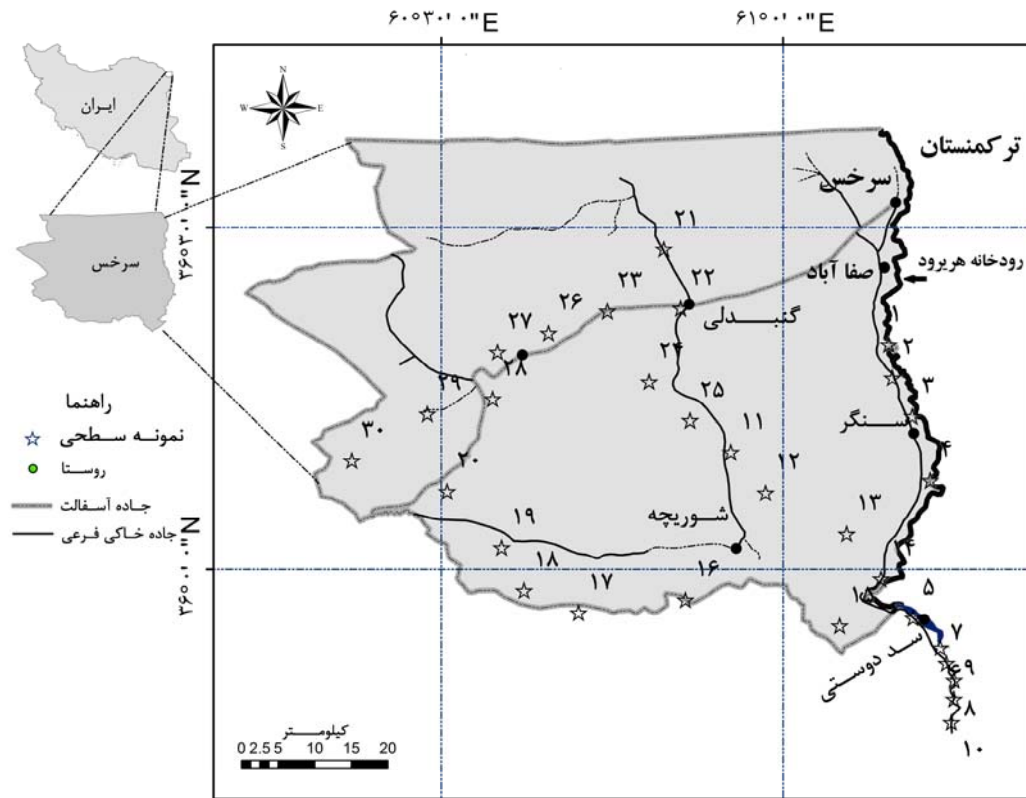 ۶۰°۳۰'۰"E
۶۱°۰'۰"E
۳۶°۳۰'۰"N
۳۶°۰'۰"N
N
W
E
S
ایران
سرخس
راهنما
نمونه سطحی
روستا
جاده آسفالت
جاده خاکی فرعی
ترکمنستان
سرخس
رودخانه هریرود
صفا آباد
گنبدلی
سنگر
شوریچه
سد دوستی
۲۱
۲۲
۲۳
۲۶
۲۷
۲۸
۲۴
۲۵
۲۹
۳۰
۲۰
۱۱
۱۲
۱۳
۱۹
۱۸
۱۷
۱۶
۱۵
۱
۲
۳
۴
۴
۵
۷
۶
۹
۸
۱۰
کیلومتر
0 2.5 5 10 15 20